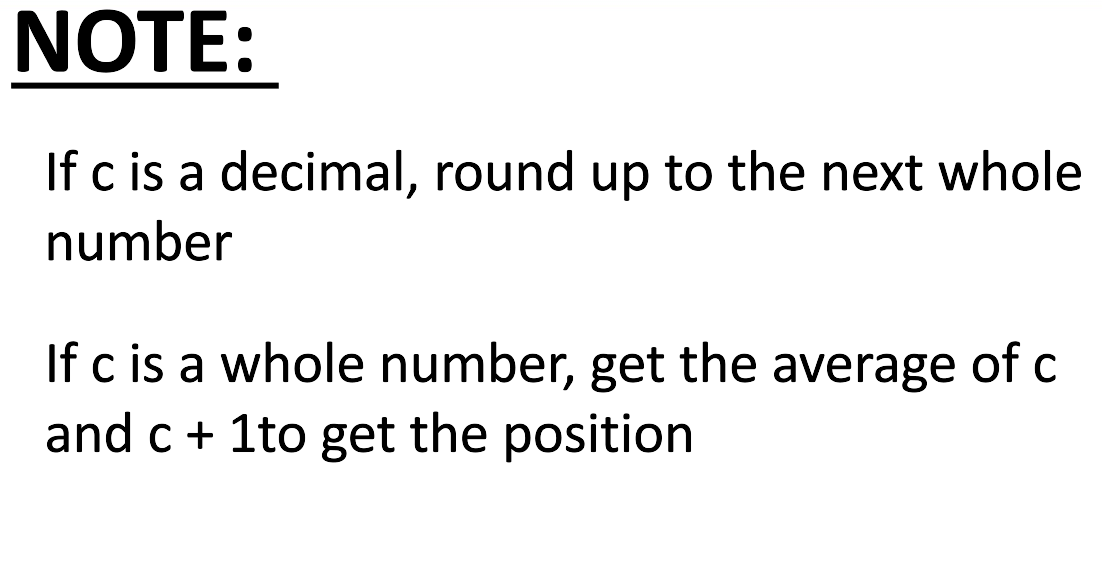 NOTE:
If c is a decimal, round up to the next whole
number
If c is a whole number, get the average of c
and c + 1to get the position